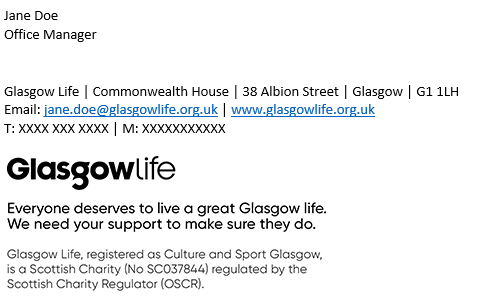 Jane Doe
Office Manager
Glasgow Life | Commonwealth House | 38 Albion Street | Glasgow | G1 1LH
Email: jane.doe@glasgowlife.org.uk | www.glasgowlife.org.uk
T: XXXX XXX XXXX | M: XXXXXXXXXXX
Glasgowlife
Everyone deserves to live a great Glasgow life.
We need your support to make sure they do.
Glasgow Life, registered as Culture and Sport Glasgow,
is a Scottish Charity (No SC037844) regulated by the
Scottish Charity Regulator (OSCR).